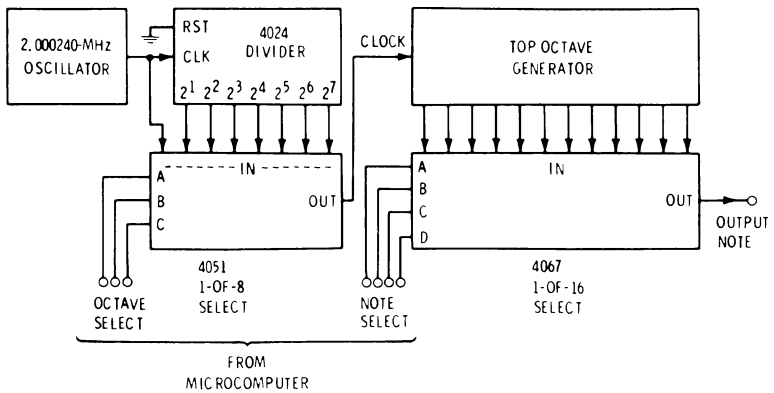 2.000240-MHz
OSCILLATOR
RST
CLK
4024
DIVIDER
2¹ 2² 2³ 2⁴ 2⁵ 2⁶ 2⁷
CLOCK
TOP OCTAVE
GENERATOR
IN
A
B
C
OUT
4051
1-OF-8
SELECT
OCTAVE
SELECT
IN
A
B
C
D
OUT
OUTPUT
NOTE
4067
1-OF-16
SELECT
NOTE
SELECT
FROM
MICROCOMPUTER